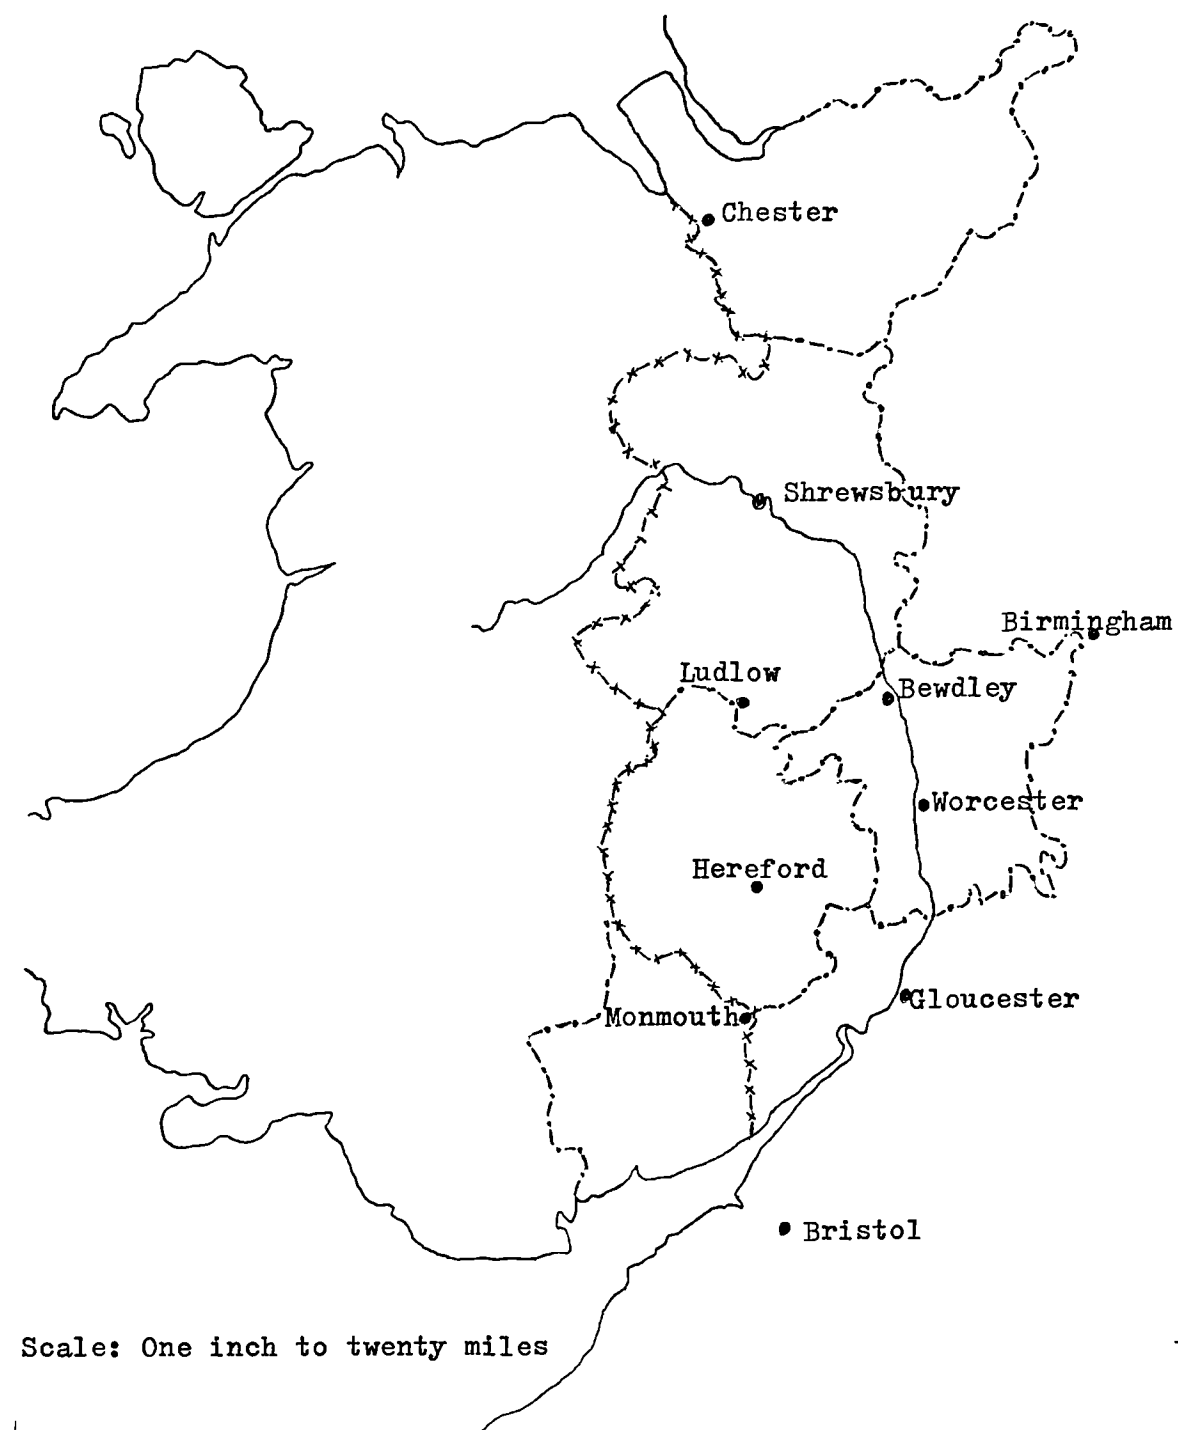 Chester
Shrewsbury
Birmingham
Ludlow
Bewdley
Worcester
Hereford
Gloucester
Monmouth
Bristol
Scale: One inch to twenty miles